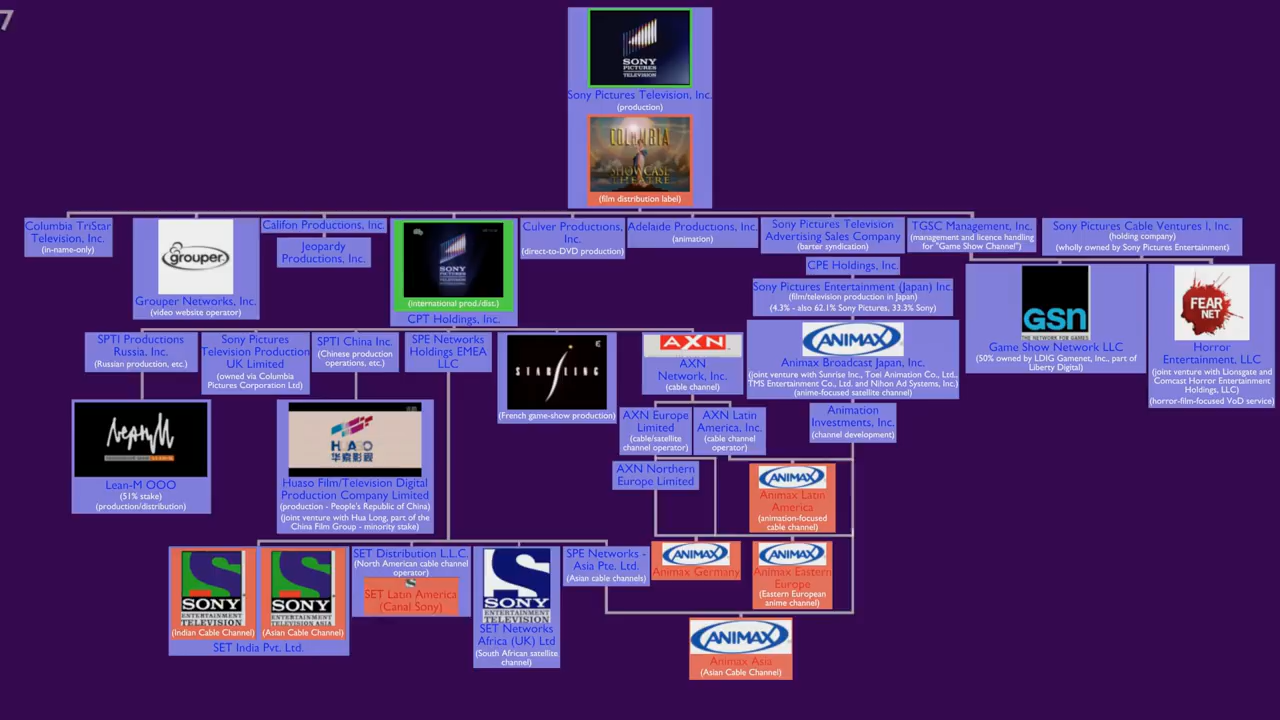 7
SONY
PICTURES
TELEVISION
Sony Pictures Television, Inc.
(production)
COLUMBIA
SHOWCASE
THEATRE
(film distribution label)
Columbia TriStar
Television, Inc.
(in-name-only)
grouper
Grouper Networks, Inc.
(video website operator)
Califon Productions, Inc.
Jeopardy
Productions, Inc.
SONY
PICTURES
(international prod./dist.)
CPT Holdings, Inc.
Culver Productions,
Inc.
(direct-to-DVD production)
Adelaide Productions, Inc.
(animation)
Sony Pictures Television
Advertising Sales Company
(barter syndication)
CPE Holdings, Inc.
Sony Pictures Entertainment (Japan) Inc.
(film/television production in Japan)
(4.3% - also 62.1% Sony Pictures, 33.3% Sony)
TGSC Management, Inc.
(management and licence handling
for "Game Show Channel")
Sony Pictures Cable Ventures I, Inc.
(holding company)
(wholly owned by Sony Pictures Entertainment)
gsn
THE NETWORK FOR GAMES
Game Show Network LLC
(50% owned by LDIG Gamenet, Inc., part of
Liberty Digital)
FEAR
NET
Horror
Entertainment, LLC
(joint venture with Lionsgate and
Comcast Horror Entertainment
Holdings, LLC)
(horror-film-focused VoD service)
SPTI Productions
Russia, Inc.
(Russian production, etc.)
Sony Pictures
Television Production
UK Limited
(owned via Columbia
Pictures Corporation Ltd)
SPTI China Inc.
(Chinese production
operations, etc.)
SPE Networks
Holdings EMEA
LLC
STARLING
(French game-show production)
AXN
AXN
Network, Inc.
(cable channel)
ANIMAX
Animax Broadcast Japan, Inc.
(joint venture with Sunrise Inc., Toei Animation Co., Ltd.,
TMS Entertainment Co., Ltd. and Nihon Ad Systems, Inc.)
(anime-focused satellite channel)
Lean-M OOO
(51% stake)
(production/distribution)
HUASO
华索影视
Huaso Film/Television Digital
Production Company Limited
(production - People's Republic of China)
(joint venture with Hua Long, part of the
China Film Group - minority stake)
AXN Europe
Limited
(cable/satellite
channel operator)
AXN Latin
America, Inc.
(cable channel
operator)
Animation
Investments, Inc.
(channel development)
AXN Northern
Europe Limited
ANIMAX
Animax Latin
America
(animation-focused
cable channel)
SONY
ENTERTAINMENT
TELEVISION
(Indian Cable Channel)
SONY
ENTERTAINMENT
TELEVISION ASIA
(Asian Cable Channel)
SET India Pvt. Ltd.
SET Distribution L.L.C.
(North American cable channel
operator)
SET Latin America
(Canal Sony)
SONY
ENTERTAINMENT
TELEVISION
SET Networks
Africa (UK) Ltd
(South African satellite
channel)
SPE Networks -
Asia Pte. Ltd.
(Asian cable channels)
ANIMAX
Animax Germany
ANIMAX
Animax Eastern
Europe
(Eastern European
anime channel)
ANIMAX
Animax Asia
(Asian Cable Channel)